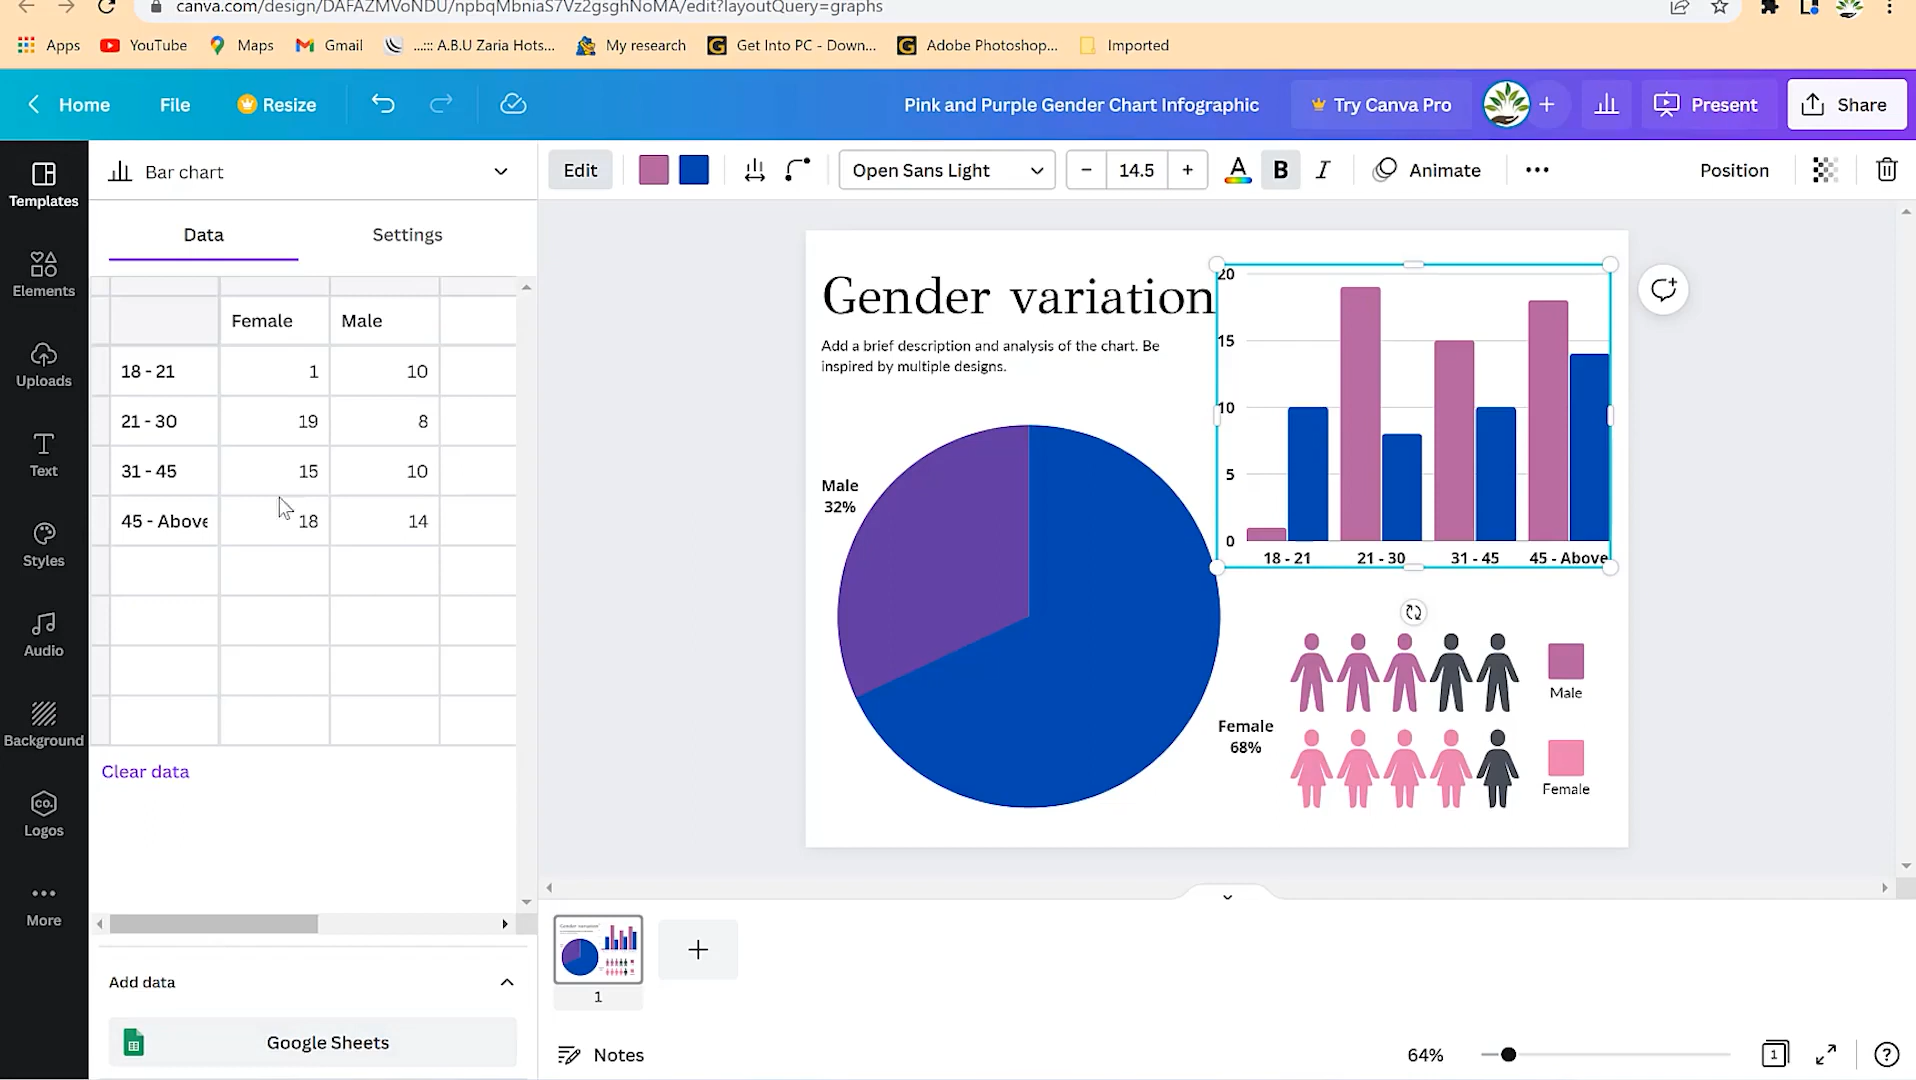 canva.com/design/DAFAZMVoNDU/npbqMbniaS7Vz2gsghNoMA/edit?layoutQuery=graphs
Apps YouTube Maps Gmail ...::: A.B.U Zaria Hots... My research Get Into PC - Down... Adobe Photoshop... Imported
Home File Resize Pink and Purple Gender Chart Infographic Try Canva Pro + Present Share
Templates
Elements
Uploads
Text
Styles
Audio
Background
CO.
Logos
More
Bar chart
Edit Open Sans Light − 14.5 + A B I Animate Position
Data Settings
Female Male
18 - 21 1 10
21 - 30 19 8
31 - 45 15 10
45 - Above 18 14
Clear data
Add data
Google Sheets
Gender variation
Add a brief description and analysis of the chart. Be
inspired by multiple designs.
20
15
10
5
0
18 - 21 21 - 30 31 - 45 45 - Above
Male
32%
Female
68%
Male
Female
Gender variation
1
+
Notes
64%
1
?